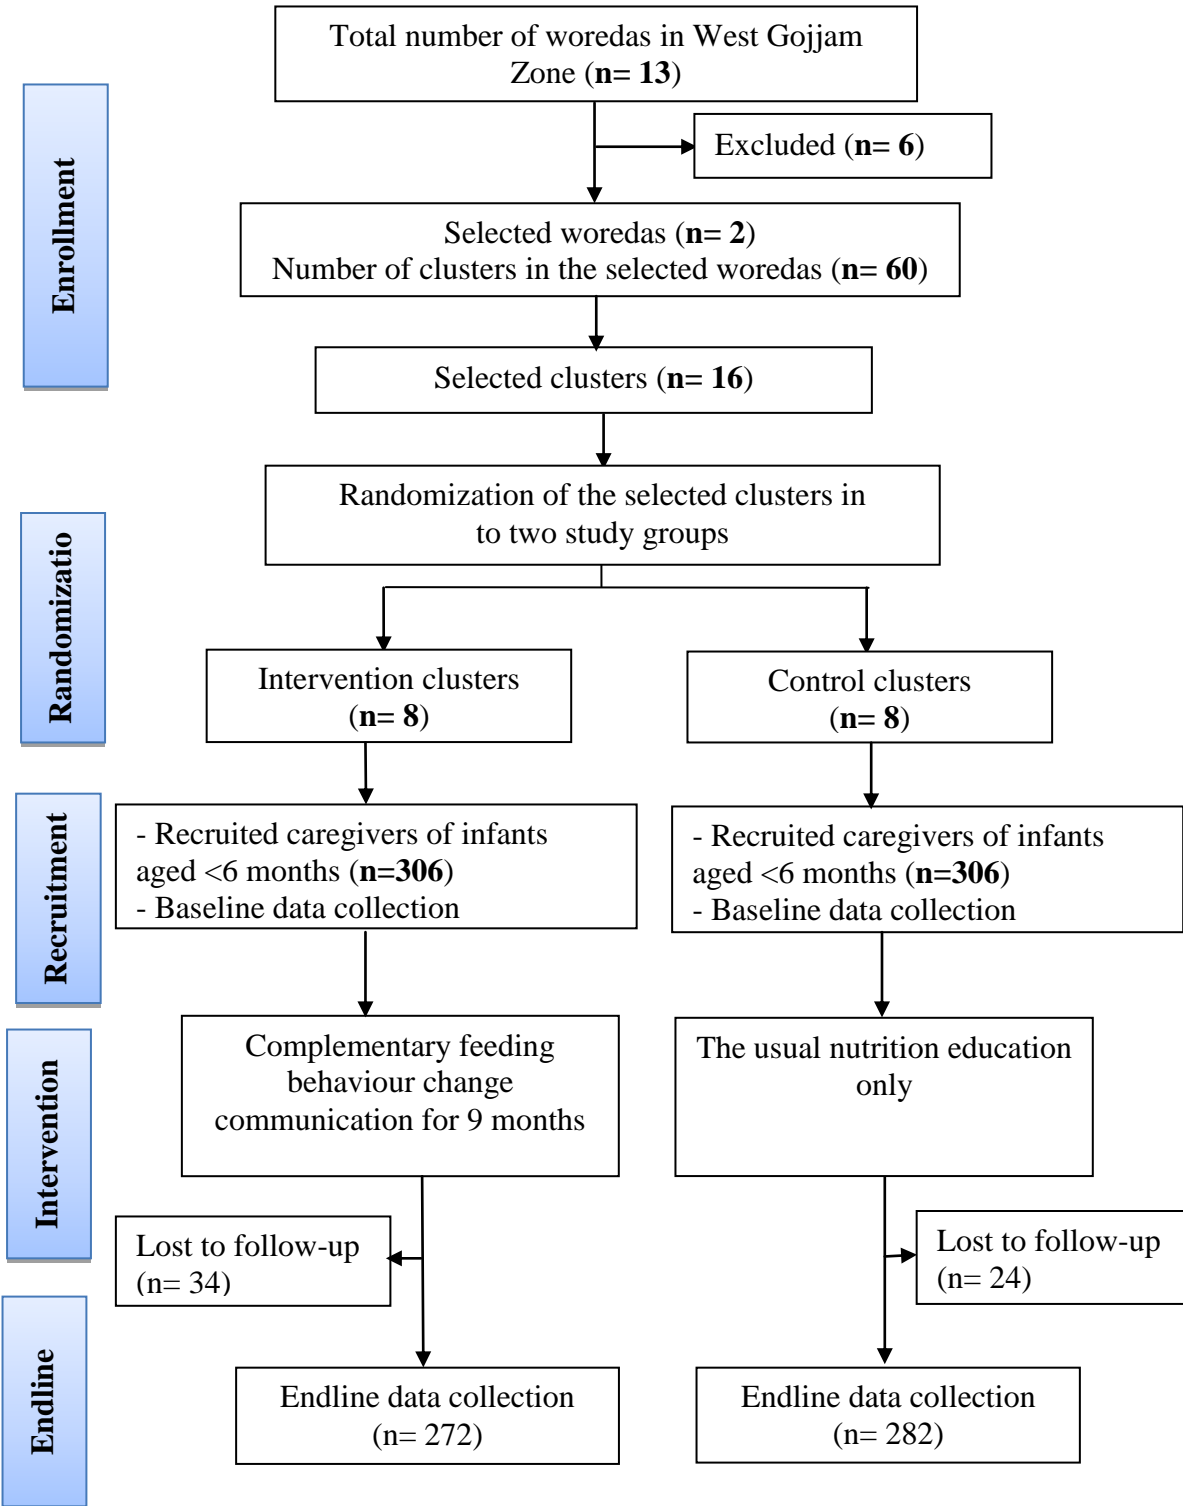 Total number of woredas in West Gojjam
Zone (n= 13)
Enrollment
Excluded (n= 6)
Selected woredas (n= 2)
Number of clusters in the selected woredas (n= 60)
Selected clusters (n= 16)
Randomization of the selected clusters in
to two study groups
Randomizatio
Intervention clusters
(n= 8)
Control clusters
(n= 8)
Recruitment
- Recruited caregivers of infants
aged <6 months (n=306)
- Baseline data collection
- Recruited caregivers of infants
aged <6 months (n=306)
- Baseline data collection
Intervention
Complementary feeding
behaviour change
communication for 9 months
The usual nutrition education
only
Lost to follow-up
(n= 34)
Lost to follow-up
(n= 24)
Endline
Endline data collection
(n= 272)
Endline data collection
(n= 282)